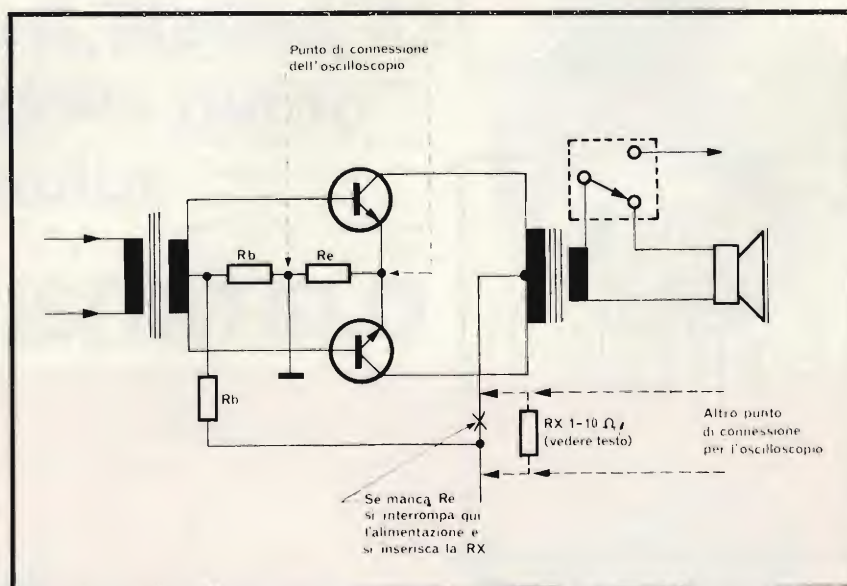 Punto di connessione
dell'oscilloscopio
Rb
Re
Rb
RX 1-10 Ω
(vedere testo)
Altro punto
di connessione
per l'oscilloscopio
Se manca Re
si interrompa qui
l'alimentazione e
si inserisca la RX